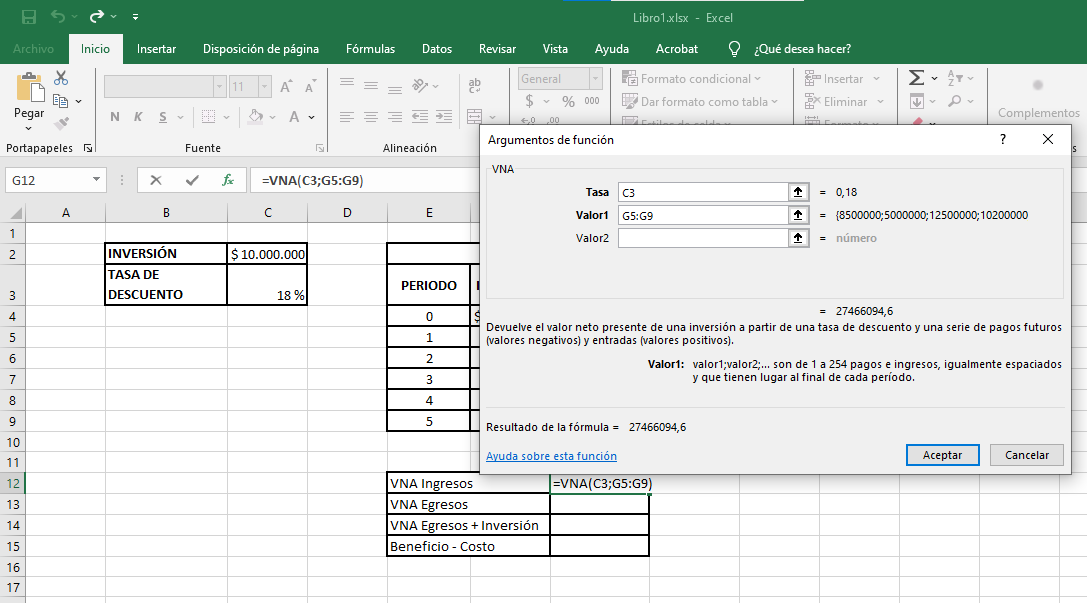 Libro1.xlsx - Excel
Archivo Inicio Insertar Disposición de página Fórmulas Datos Revisar Vista Ayuda Acrobat ¿Qué desea hacer?
Pegar
11
A A
N K S A
ab
General
$ % 000
Formato condicional
Dar formato como tabla
Insertar
Eliminar
Complementos
Portapapeles Fuente Alineación
G12 fx =VNA(C3;G5:G9)
A B C D E
1
2 INVERSIÓN $ 10.000.000
3 TASA DE
DESCUENTO 18 % PERIODO
4 0 $
5 1
6 2
7 3
8 4
9 5
10
11
12 VNA Ingresos =VNA(C3;G5:G9)
13 VNA Egresos
14 VNA Egresos + Inversión
15 Beneficio - Costo
16
17
Argumentos de función ?
VNA
Tasa C3 = 0,18
Valor1 G5:G9 = {8500000;5000000;12500000;10200000
Valor2 = número
= 27466094,6
Devuelve el valor neto presente de una inversión a partir de una tasa de descuento y una serie de pagos futuros
(valores negativos) y entradas (valores positivos).
Valor1: valor1;valor2;... son de 1 a 254 pagos e ingresos, igualmente espaciados
y que tienen lugar al final de cada período.
Resultado de la fórmula = 27466094,6
Ayuda sobre esta función Aceptar Cancelar